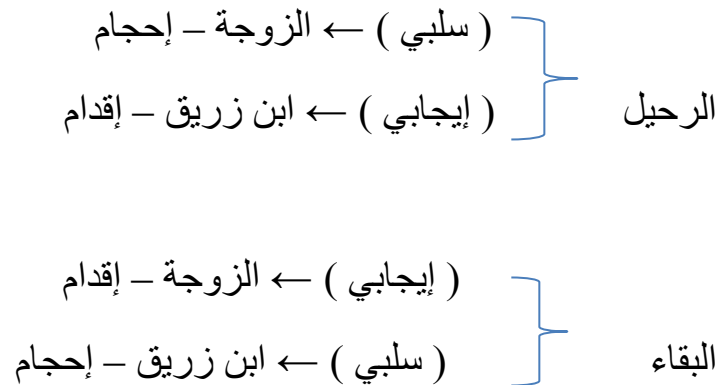 ( سلبي ) ← الزوجة – إحجام
الرحيل
( إيجابي ) ← ابن زريق – إقدام
( إيجابي ) ← الزوجة – إقدام
البقاء
( سلبي ) ← ابن زريق – إحجام